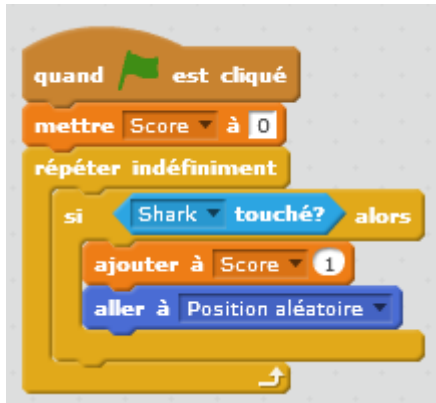 quand est cliqué
mettre Score à 0
répéter indéfiniment
si Shark touché? alors
ajouter à Score 1
aller à Position aléatoire